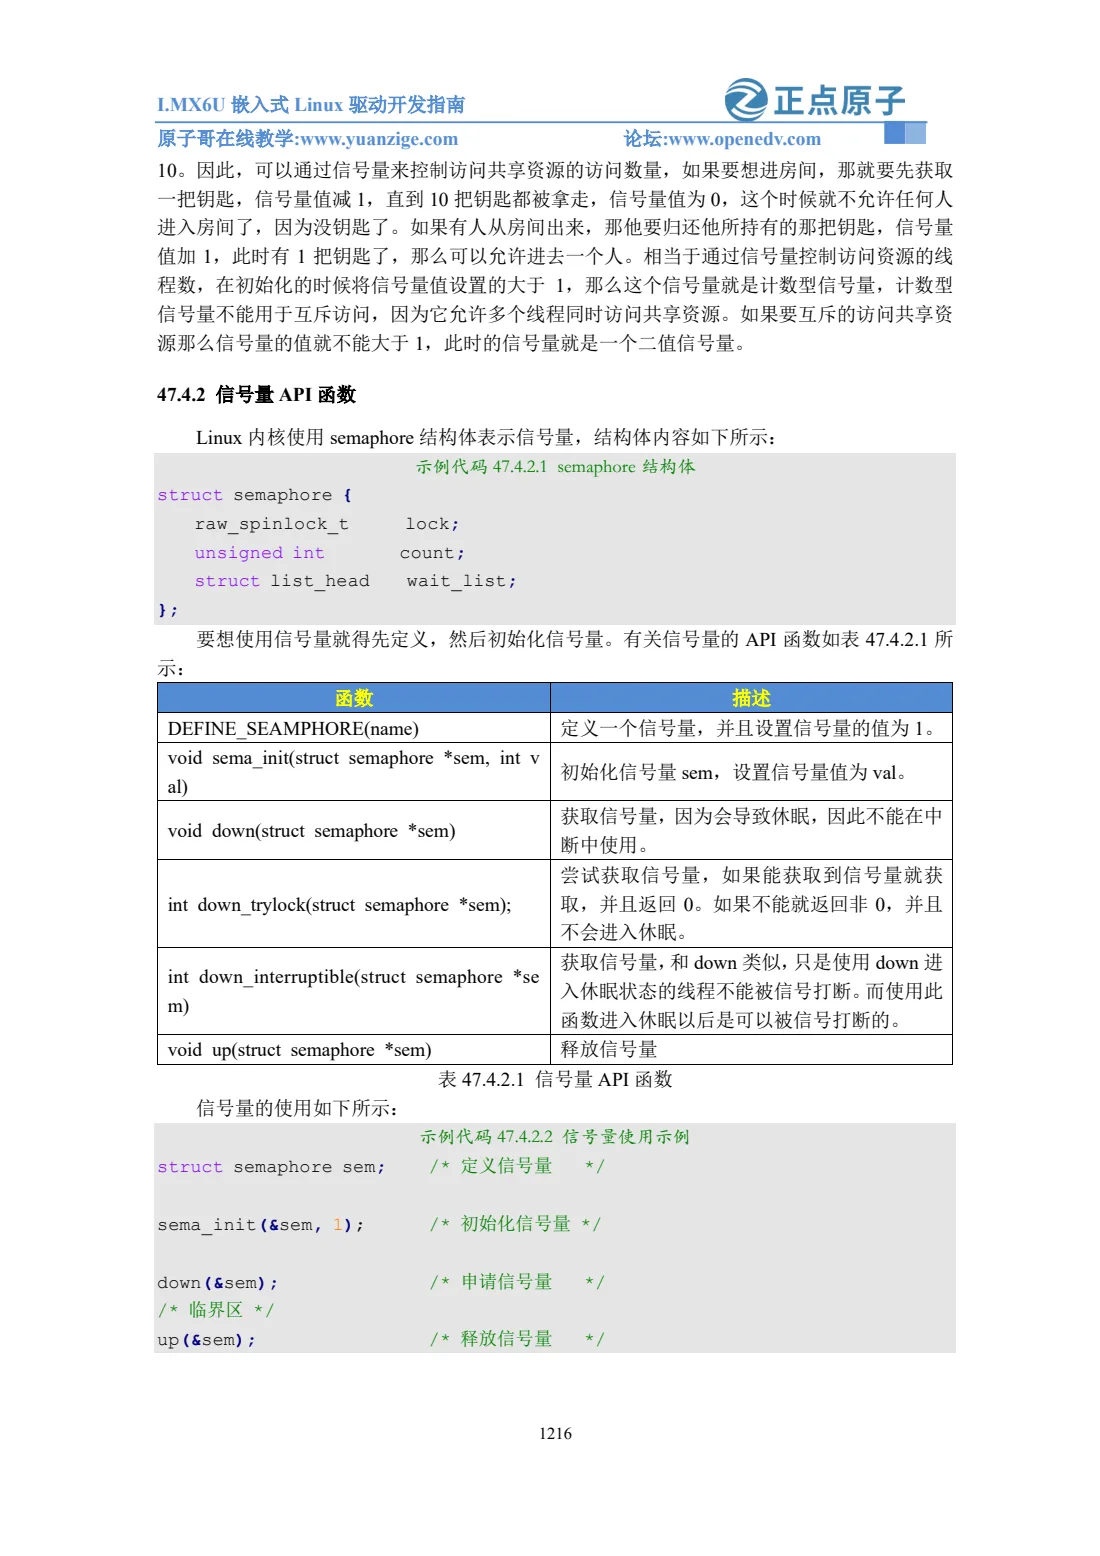 I.MX6U 嵌入式 Linux 驱动开发指南
正点原子
原子哥在线教学:www.yuanzige.com 论坛:www.openedv.com
10。因此，可以通过信号量来控制访问共享资源的访问数量，如果要想进房间，那就要先获取
一把钥匙，信号量值减 1，直到 10 把钥匙都被拿走，信号量值为 0，这个时候就不允许任何人
进入房间了，因为没钥匙了。如果有人从房间出来，那他要归还他所持有的那把钥匙，信号量
值加 1，此时有 1 把钥匙了，那么可以允许进去一个人。相当于通过信号量控制访问资源的线
程数，在初始化的时候将信号量值设置的大于 1，那么这个信号量就是计数型信号量，计数型
信号量不能用于互斥访问，因为它允许多个线程同时访问共享资源。如果要互斥的访问共享资
源那么信号量的值就不能大于 1，此时的信号量就是一个二值信号量。
47.4.2 信号量 API 函数
Linux 内核使用 semaphore 结构体表示信号量，结构体内容如下所示：
示例代码 47.4.2.1 semaphore 结构体
struct semaphore {
raw_spinlock_t lock;
unsigned int count;
struct list_head wait_list;
};
要想使用信号量就得先定义，然后初始化信号量。有关信号量的 API 函数如表 47.4.2.1 所
示：
函数 描述
DEFINE_SEAMPHORE(name) 定义一个信号量，并且设置信号量的值为 1。
void sema_init(struct semaphore *sem, int v
al)
初始化信号量 sem，设置信号量值为 val。
void down(struct semaphore *sem)
获取信号量，因为会导致休眠，因此不能在中
断中使用。
int down_trylock(struct semaphore *sem);
尝试获取信号量，如果能获取到信号量就获
取，并且返回 0。如果不能就返回非 0，并且
不会进入休眠。
int down_interruptible(struct semaphore *se
m)
获取信号量，和 down 类似，只是使用 down 进
入休眠状态的线程不能被信号打断。而使用此
函数进入休眠以后是可以被信号打断的。
void up(struct semaphore *sem) 释放信号量
表 47.4.2.1 信号量 API 函数
信号量的使用如下所示：
示例代码 47.4.2.2 信号量使用示例
struct semaphore sem; /* 定义信号量 */
sema_init(&sem, 1); /* 初始化信号量 */
down(&sem); /* 申请信号量 */
/* 临界区 */
up(&sem); /* 释放信号量 */
1216